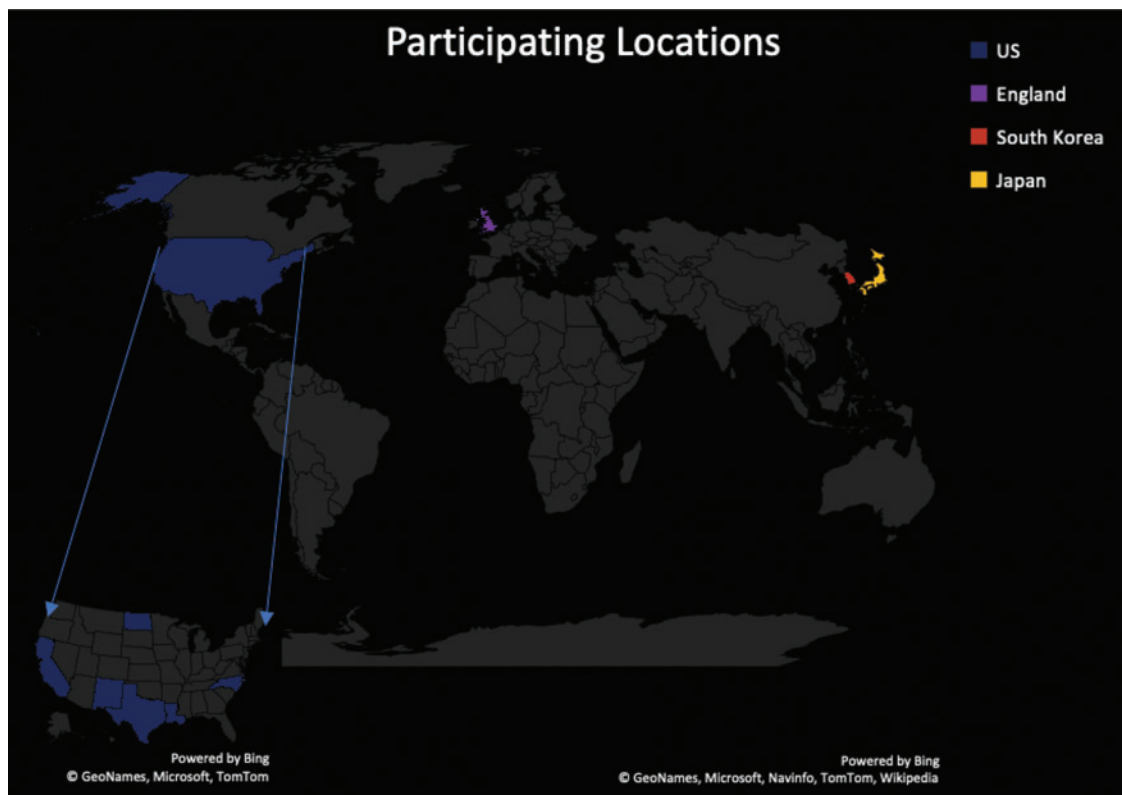 Participating Locations
US
England
South Korea
Japan
Powered by Bing
© GeoNames, Microsoft, TomTom
Powered by Bing
© GeoNames, Microsoft, Navinfo, TomTom, Wikipedia